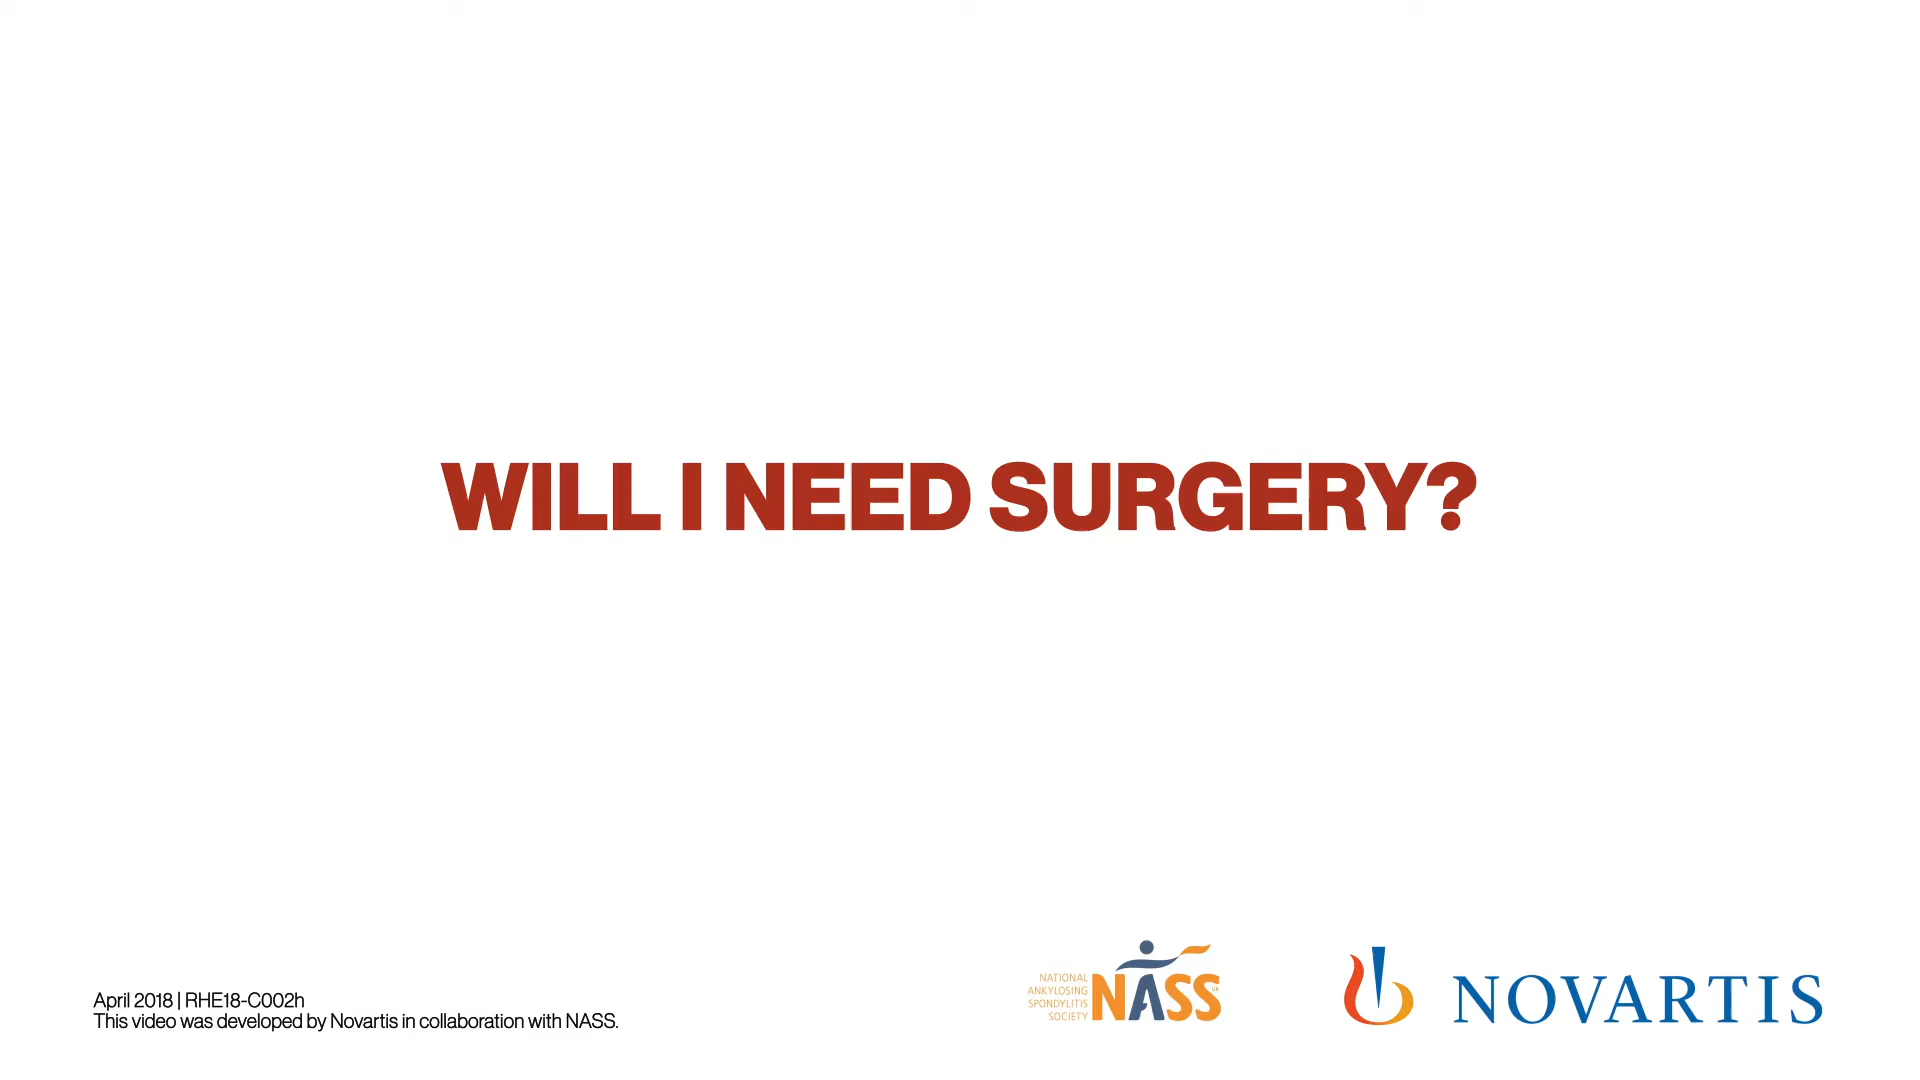 WILL I NEED SURGERY?
NATIONAL
ANKYLOSING
SPONDYLITIS
SOCIETY
NASS
UK
NOVARTIS
April 2018 | RHE18-C002h
This video was developed by Novartis in collaboration with NASS.